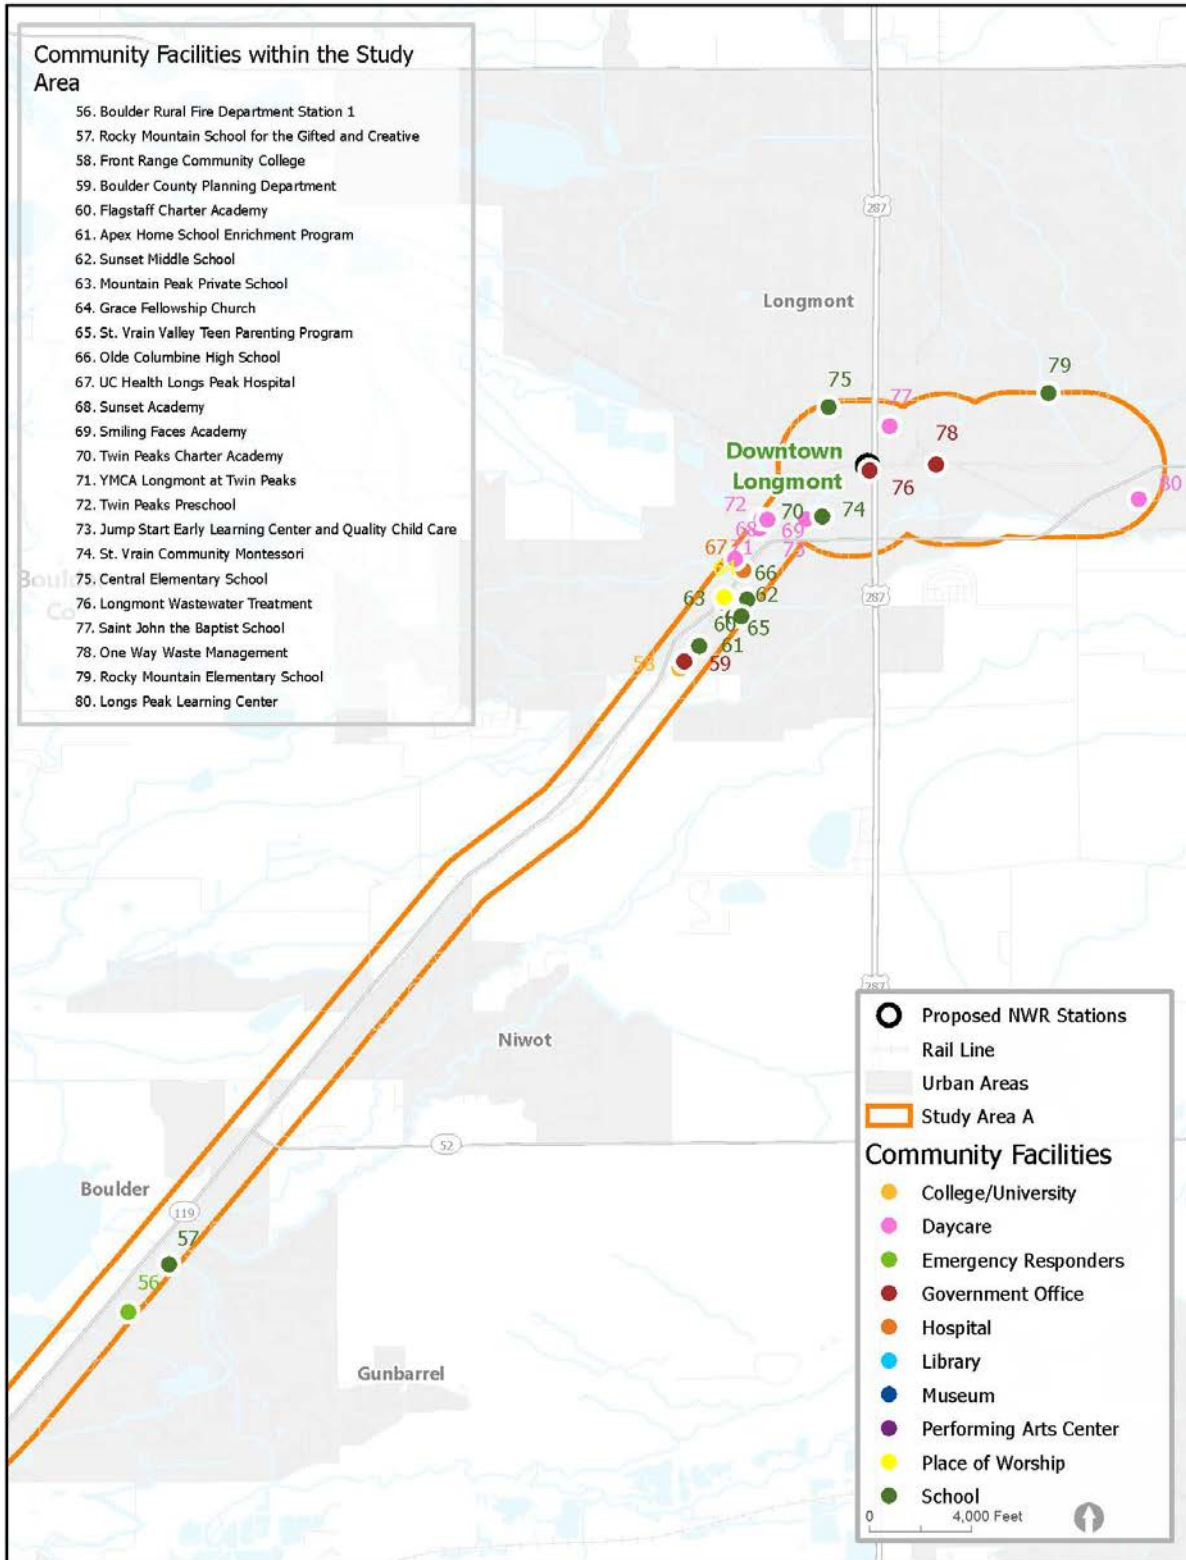 Community Facilities within the Study
Area
56. Boulder Rural Fire Department Station 1
57. Rocky Mountain School for the Gifted and Creative
58. Front Range Community College
59. Boulder County Planning Department
60. Flagstaff Charter Academy
61. Apex Home School Enrichment Program
62. Sunset Middle School
63. Mountain Peak Private School
64. Grace Fellowship Church
65. St. Vrain Valley Teen Parenting Program
66. Olde Columbine High School
67. UC Health Longs Peak Hospital
68. Sunset Academy
69. Smiling Faces Academy
70. Twin Peaks Charter Academy
71. YMCA Longmont at Twin Peaks
72. Twin Peaks Preschool
73. Jump Start Early Learning Center and Quality Child Care
74. St. Vrain Community Montessori
75. Central Elementary School
76. Longmont Wastewater Treatment
77. Saint John the Baptist School
78. One Way Waste Management
79. Rocky Mountain Elementary School
80. Longs Peak Learning Center
287
Longmont
79
75
77
78
Downtown
Longmont
76
80
72
70
74
68
69
67
66
287
63
62
60
65
61
58
59
287
Niwot
52
Boulder
119
57
56
Gunbarrel
Proposed NWR Stations
Rail Line
Urban Areas
Study Area A
Community Facilities
College/University
Daycare
Emergency Responders
Government Office
Hospital
Library
Museum
Performing Arts Center
Place of Worship
School
0 4,000 Feet